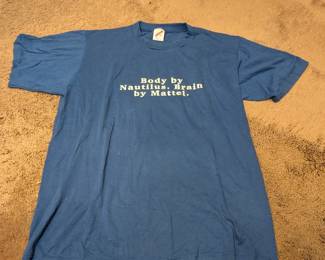 Body by
Nautilus. Brain
by Mattel.